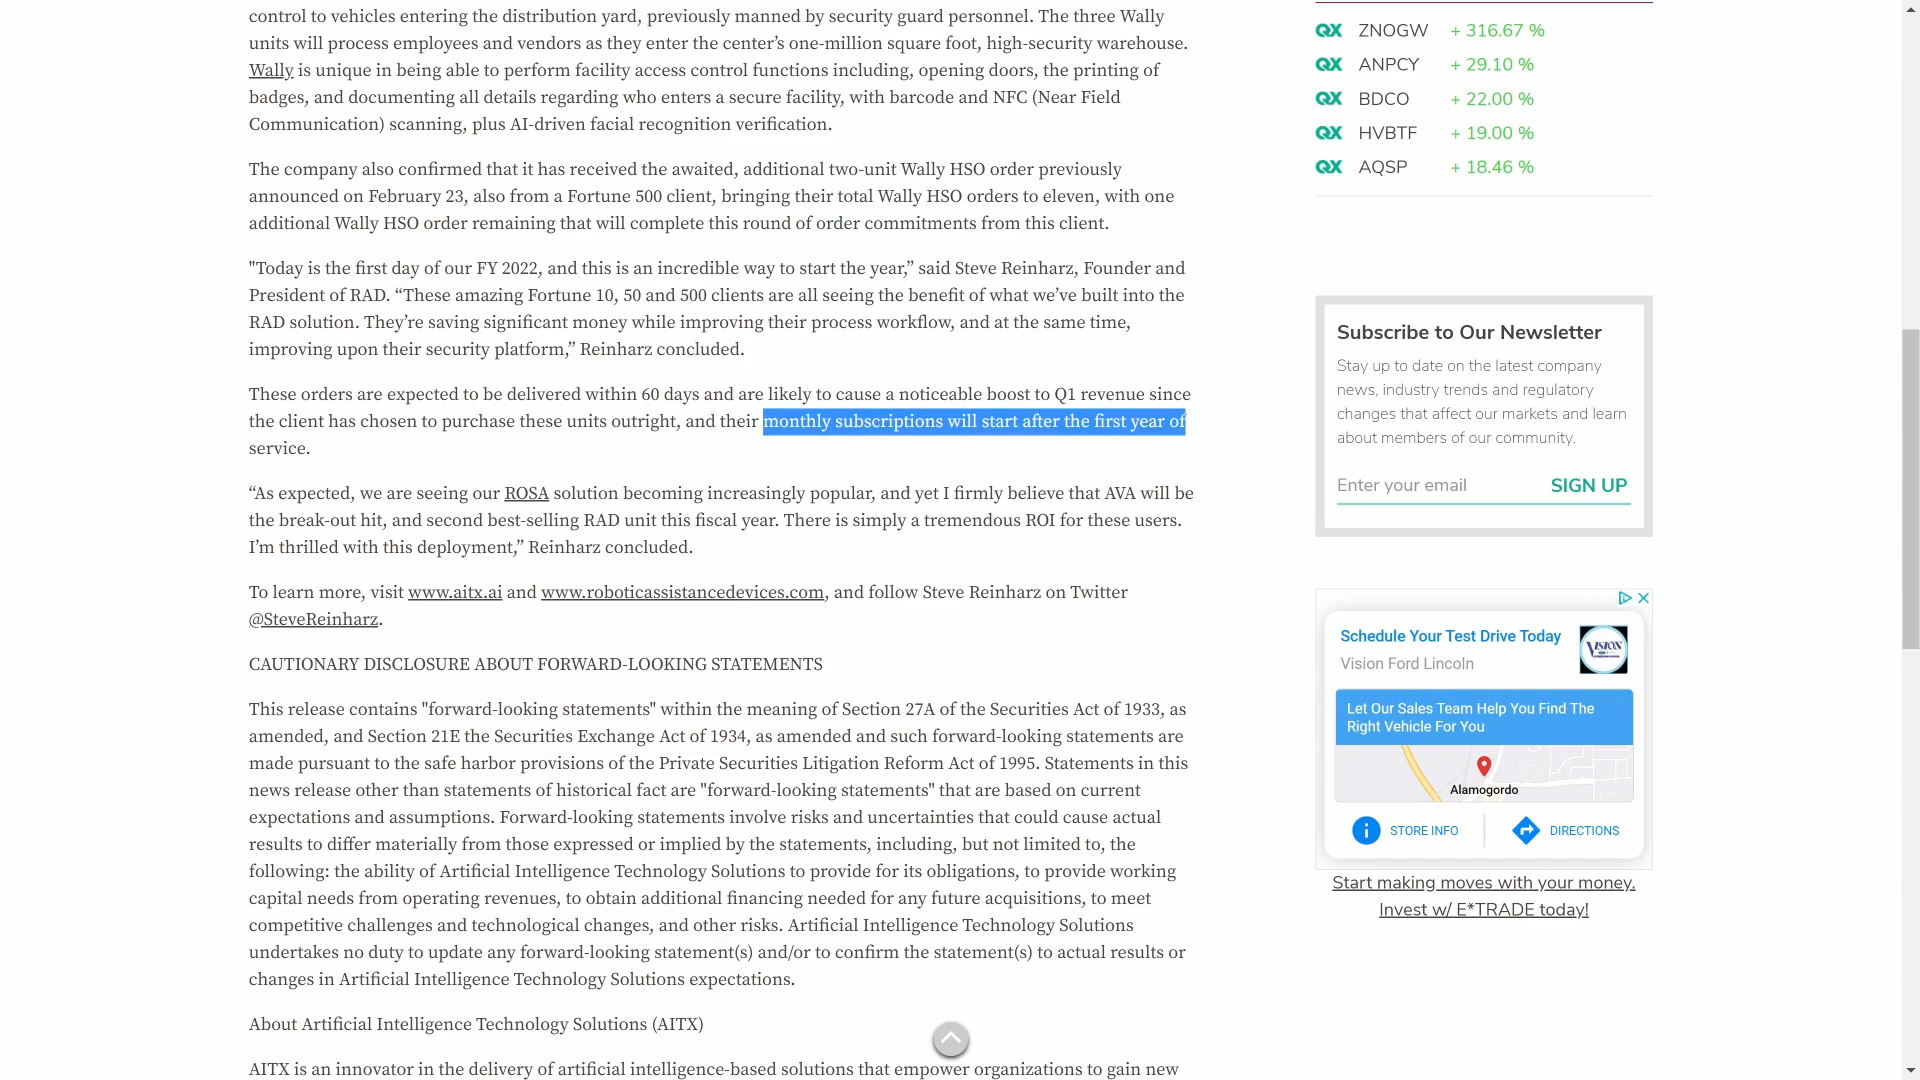 control to vehicles entering the distribution yard, previously manned by security guard personnel. The three Wally
units will process employees and vendors as they enter the center’s one-million square foot, high-security warehouse.
Wally is unique in being able to perform facility access control functions including, opening doors, the printing of
badges, and documenting all details regarding who enters a secure facility, with barcode and NFC (Near Field
Communication) scanning, plus AI-driven facial recognition verification.
The company also confirmed that it has received the awaited, additional two-unit Wally HSO order previously
announced on February 23, also from a Fortune 500 client, bringing their total Wally HSO orders to eleven, with one
additional Wally HSO order remaining that will complete this round of order commitments from this client.
"Today is the first day of our FY 2022, and this is an incredible way to start the year,” said Steve Reinharz, Founder and
President of RAD. “These amazing Fortune 10, 50 and 500 clients are all seeing the benefit of what we’ve built into the
RAD solution. They’re saving significant money while improving their process workflow, and at the same time,
improving upon their security platform,” Reinharz concluded.
These orders are expected to be delivered within 60 days and are likely to cause a noticeable boost to Q1 revenue since
the client has chosen to purchase these units outright, and their monthly subscriptions will start after the first year of
service.
“As expected, we are seeing our ROSA solution becoming increasingly popular, and yet I firmly believe that AVA will be
the break-out hit, and second best-selling RAD unit this fiscal year. There is simply a tremendous ROI for these users.
I’m thrilled with this deployment,” Reinharz concluded.
To learn more, visit www.aitx.ai and www.roboticassistancedevices.com, and follow Steve Reinharz on Twitter
@SteveReinharz.
CAUTIONARY DISCLOSURE ABOUT FORWARD-LOOKING STATEMENTS
This release contains "forward-looking statements" within the meaning of Section 27A of the Securities Act of 1933, as
amended, and Section 21E the Securities Exchange Act of 1934, as amended and such forward-looking statements are
made pursuant to the safe harbor provisions of the Private Securities Litigation Reform Act of 1995. Statements in this
news release other than statements of historical fact are "forward-looking statements" that are based on current
expectations and assumptions. Forward-looking statements involve risks and uncertainties that could cause actual
results to differ materially from those expressed or implied by the statements, including, but not limited to, the
following: the ability of Artificial Intelligence Technology Solutions to provide for its obligations, to provide working
capital needs from operating revenues, to obtain additional financing needed for any future acquisitions, to meet
competitive challenges and technological changes, and other risks. Artificial Intelligence Technology Solutions
undertakes no duty to update any forward-looking statement(s) and/or to confirm the statement(s) to actual results or
changes in Artificial Intelligence Technology Solutions expectations.
About Artificial Intelligence Technology Solutions (AITX)
AITX is an innovator in the delivery of artificial intelligence-based solutions that empower organizations to gain new
QX ZNOGW + 316.67 %
QX ANPCY + 29.10 %
QX BDCO + 22.00 %
QX HVBTF + 19.00 %
QX AQSP + 18.46 %
Subscribe to Our Newsletter
Stay up to date on the latest company
news, industry trends and regulatory
changes that affect our markets and learn
about members of our community.
Enter your email SIGN UP
Schedule Your Test Drive Today
Vision Ford Lincoln
VISION
Let Our Sales Team Help You Find The
Right Vehicle For You
Alamogordo
STORE INFO DIRECTIONS
Start making moves with your money.
Invest w/ E*TRADE today!